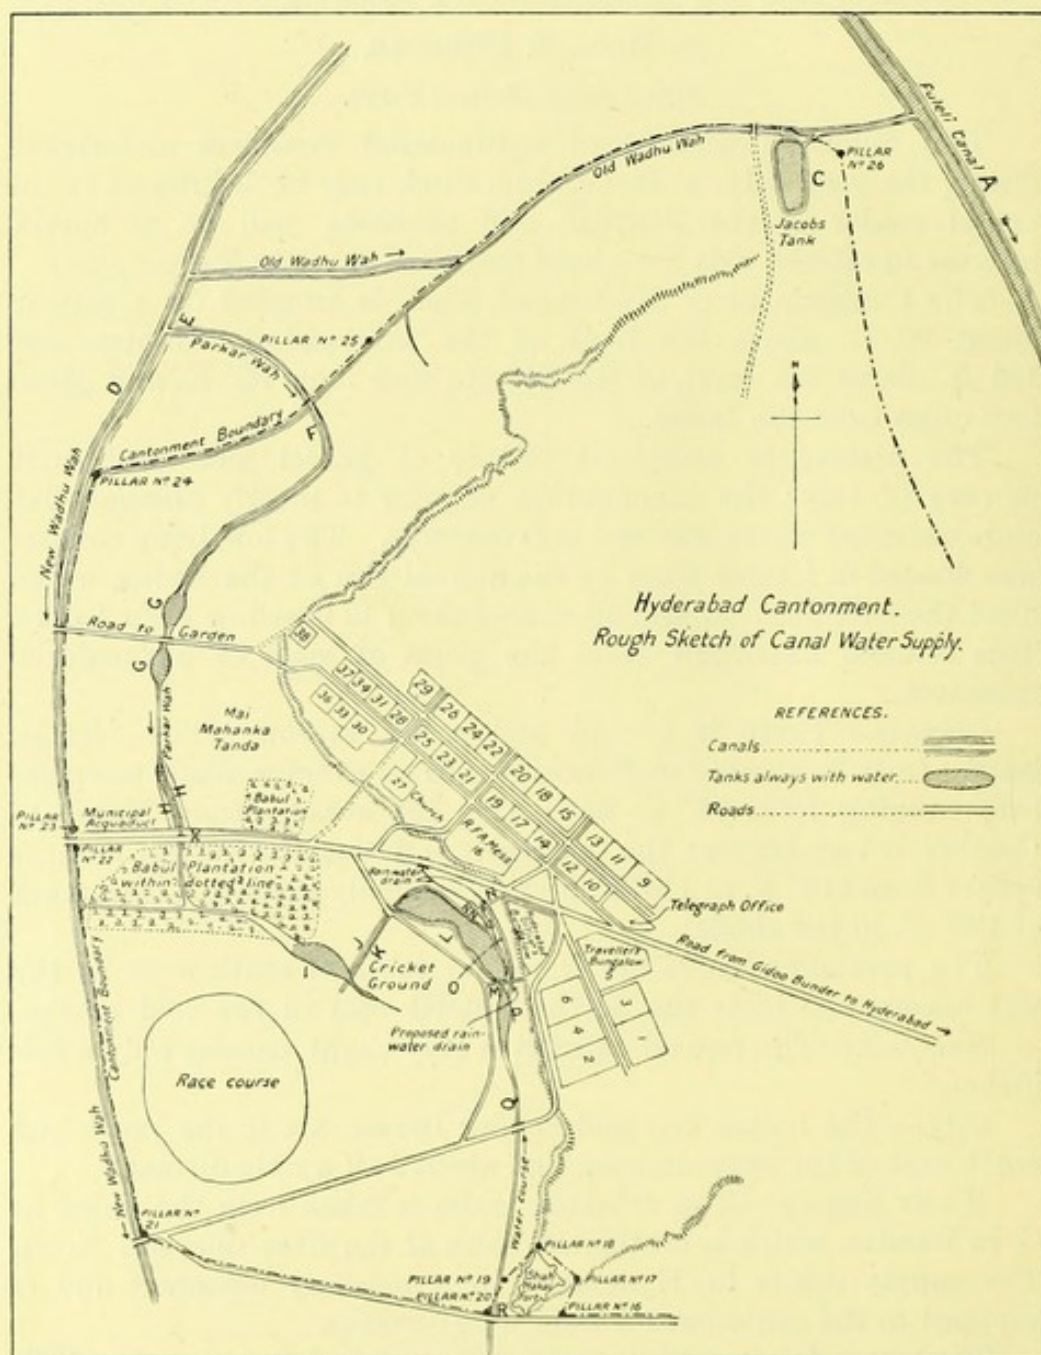 Fuleli Canal A
Old Wadhu Wah
PILLAR
Nº 26
C
Jacobs
Tank
Old Wadhu Wah
E
PILLAR Nº 25
Parkar Wah
D
F
Cantonment Boundary
PILLAR Nº 24
New Wadhu Wah
N
Hyderabad Cantonment.
Rough Sketch of Canal Water Supply.
REFERENCES.
Canals
Tanks always with water
Roads
G
Road to Garden
G
38
37
34
31
28
36
33
30
29
26
24
22
25
23
21
20
18
15
27
Church
19
17
14
13
11
9
12
10
R.F.A. Mess
16
Parkar Wah
Mai
Mahanka
Tanda
H
H
Babul
Plantation
PILLAR
Nº 23
Municipal
Acquaduct
X
PILLAR
Nº 22
Babul Plantation
within dotted line
Rain water
drain
N
Telegraph Office
Road from Gidoo Bunder to Hyderabad
Travellers
Bungalow
5
J
K
L
I
Cricket
Ground
O
M
P
6
4
2
3
1
Proposed rain-
water drain
Cantonment Boundary
Race course
Q
New Wadhu Wah
Water course
PILLAR Nº
21
PILLAR Nº 18
PILLAR Nº 19
PILLAR Nº 20
Shah
Makay
Fort
PILLAR Nº 17
R
PILLAR Nº 16